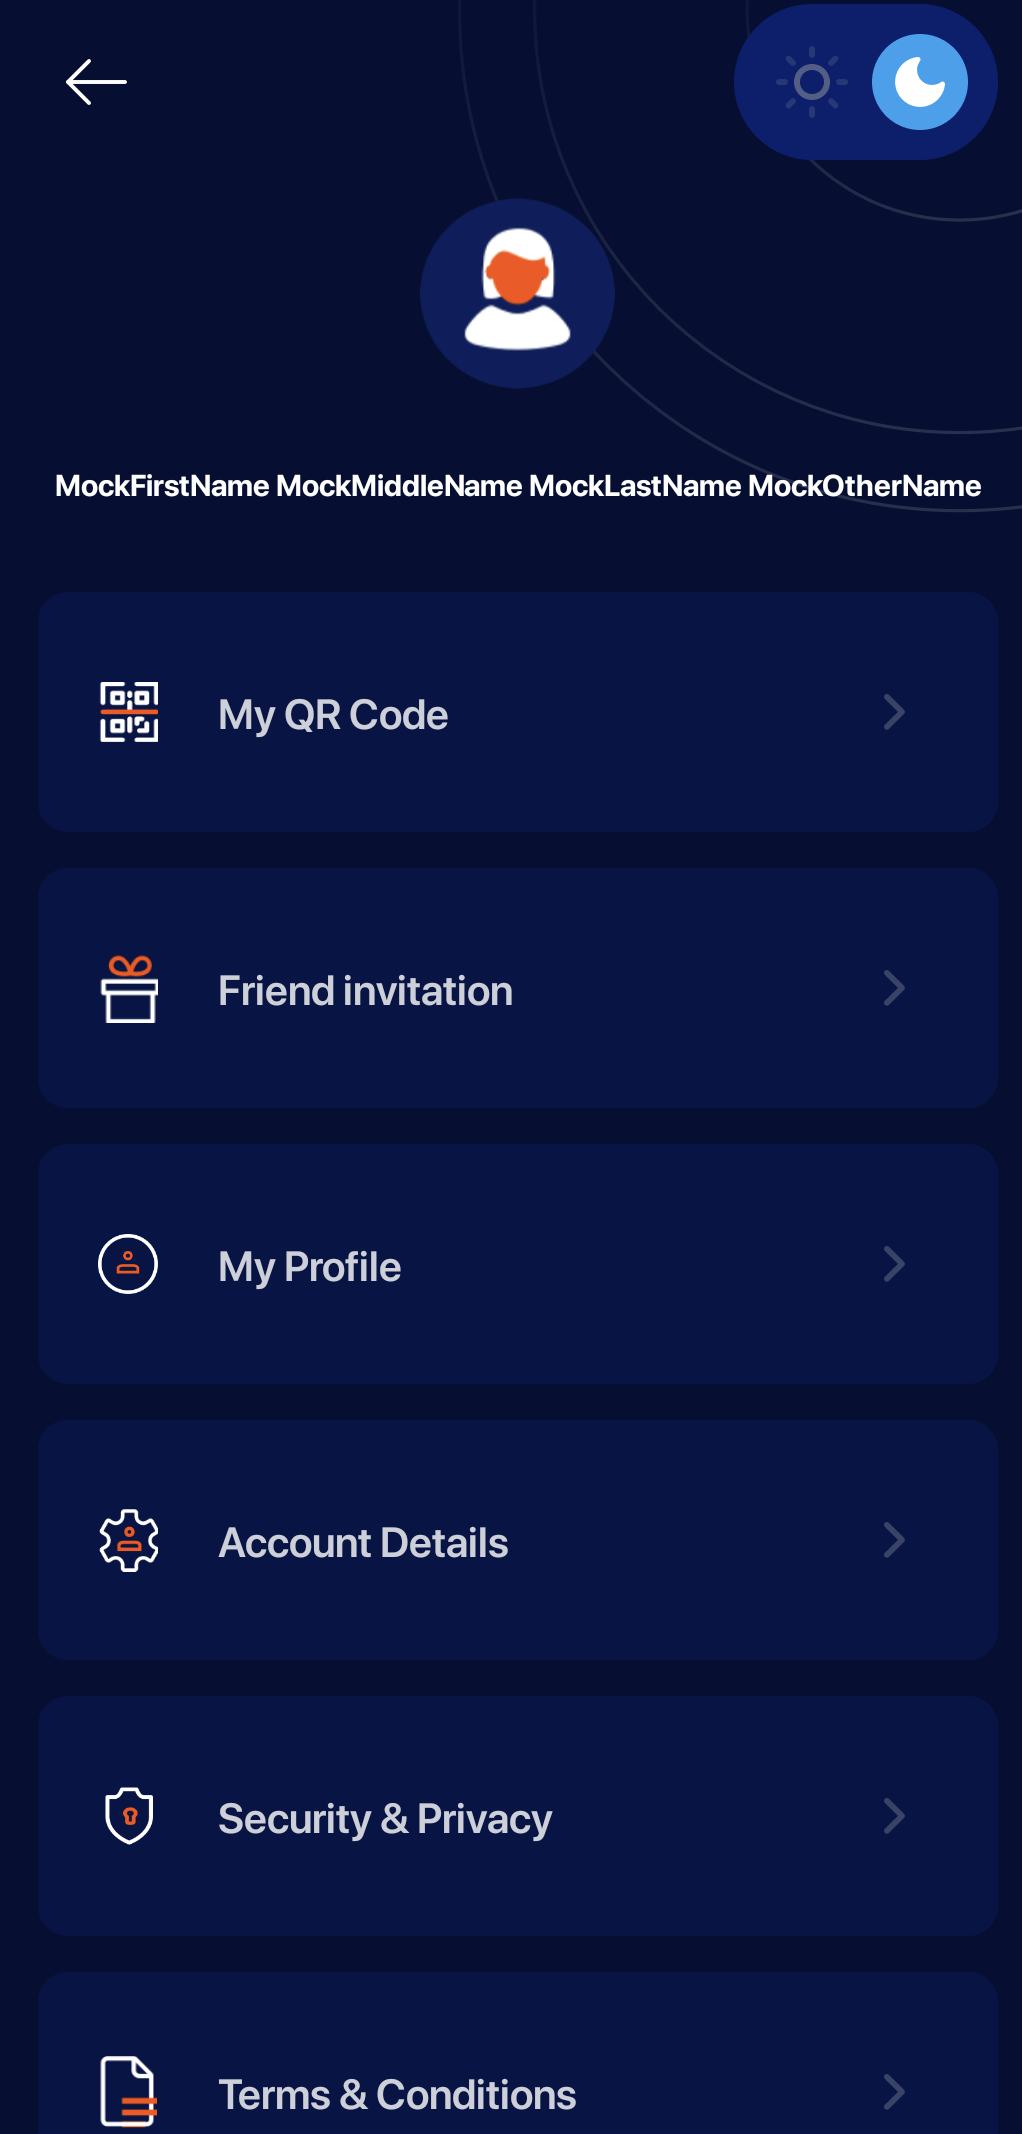 MockFirstName MockMiddleName MockLastName MockOtherName
My QR Code
Friend invitation
My Profile
Account Details
Security & Privacy
Terms & Conditions